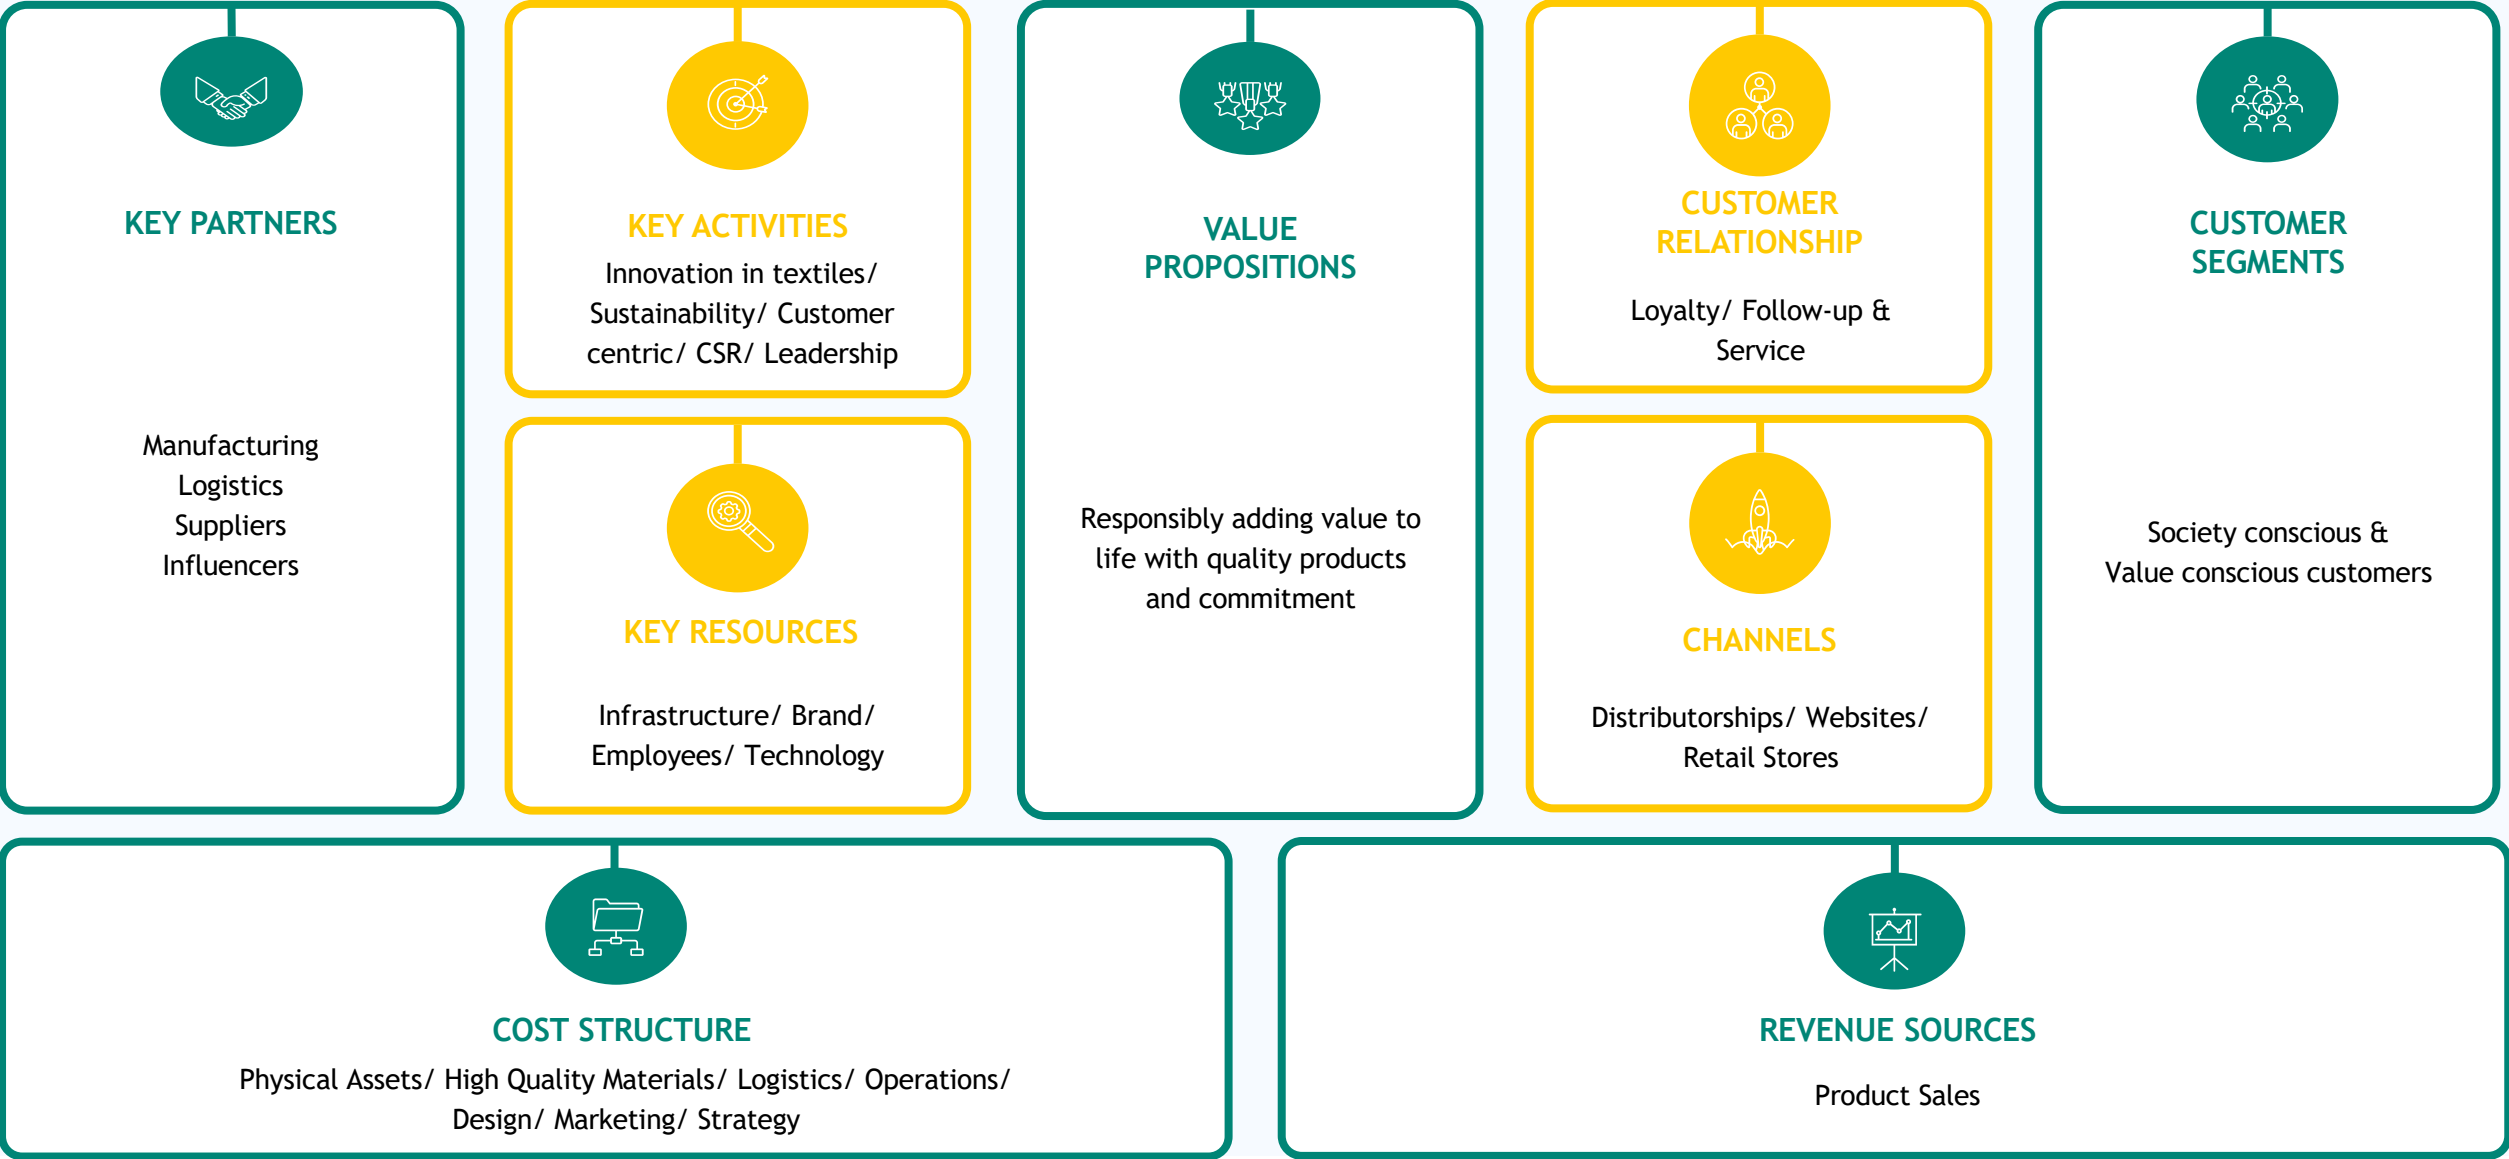 KEY PARTNERS
Manufacturing
Logistics
Suppliers
Influencers
KEY ACTIVITIES
Innovation in textiles/
Sustainability/ Customer
centric/ CSR/ Leadership
KEY RESOURCES
Infrastructure/ Brand/
Employees/ Technology
VALUE
PROPOSITIONS
Responsibly adding value to
life with quality products
and commitment
CUSTOMER
RELATIONSHIP
Loyalty/ Follow-up &
Service
CHANNELS
Distributorships/ Websites/
Retail Stores
CUSTOMER
SEGMENTS
Society conscious &
Value conscious customers
COST STRUCTURE
Physical Assets/ High Quality Materials/ Logistics/ Operations/
Design/ Marketing/ Strategy
REVENUE SOURCES
Product Sales